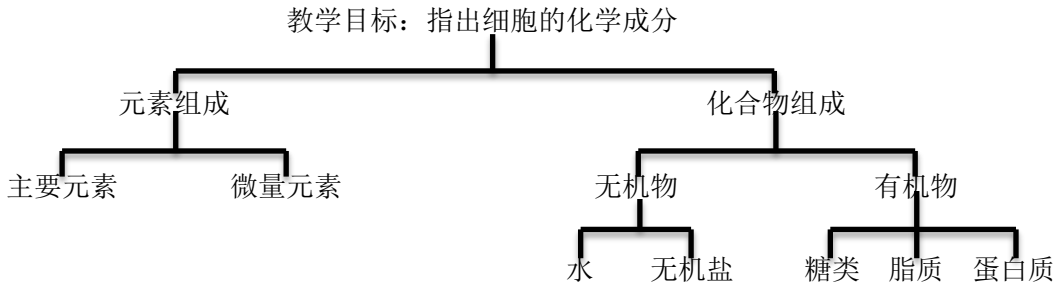 教学目标：指出细胞的化学成分
元素组成 化合物组成
主要元素 微量元素 无机物 有机物
水 无机盐 糖类 脂质 蛋白质